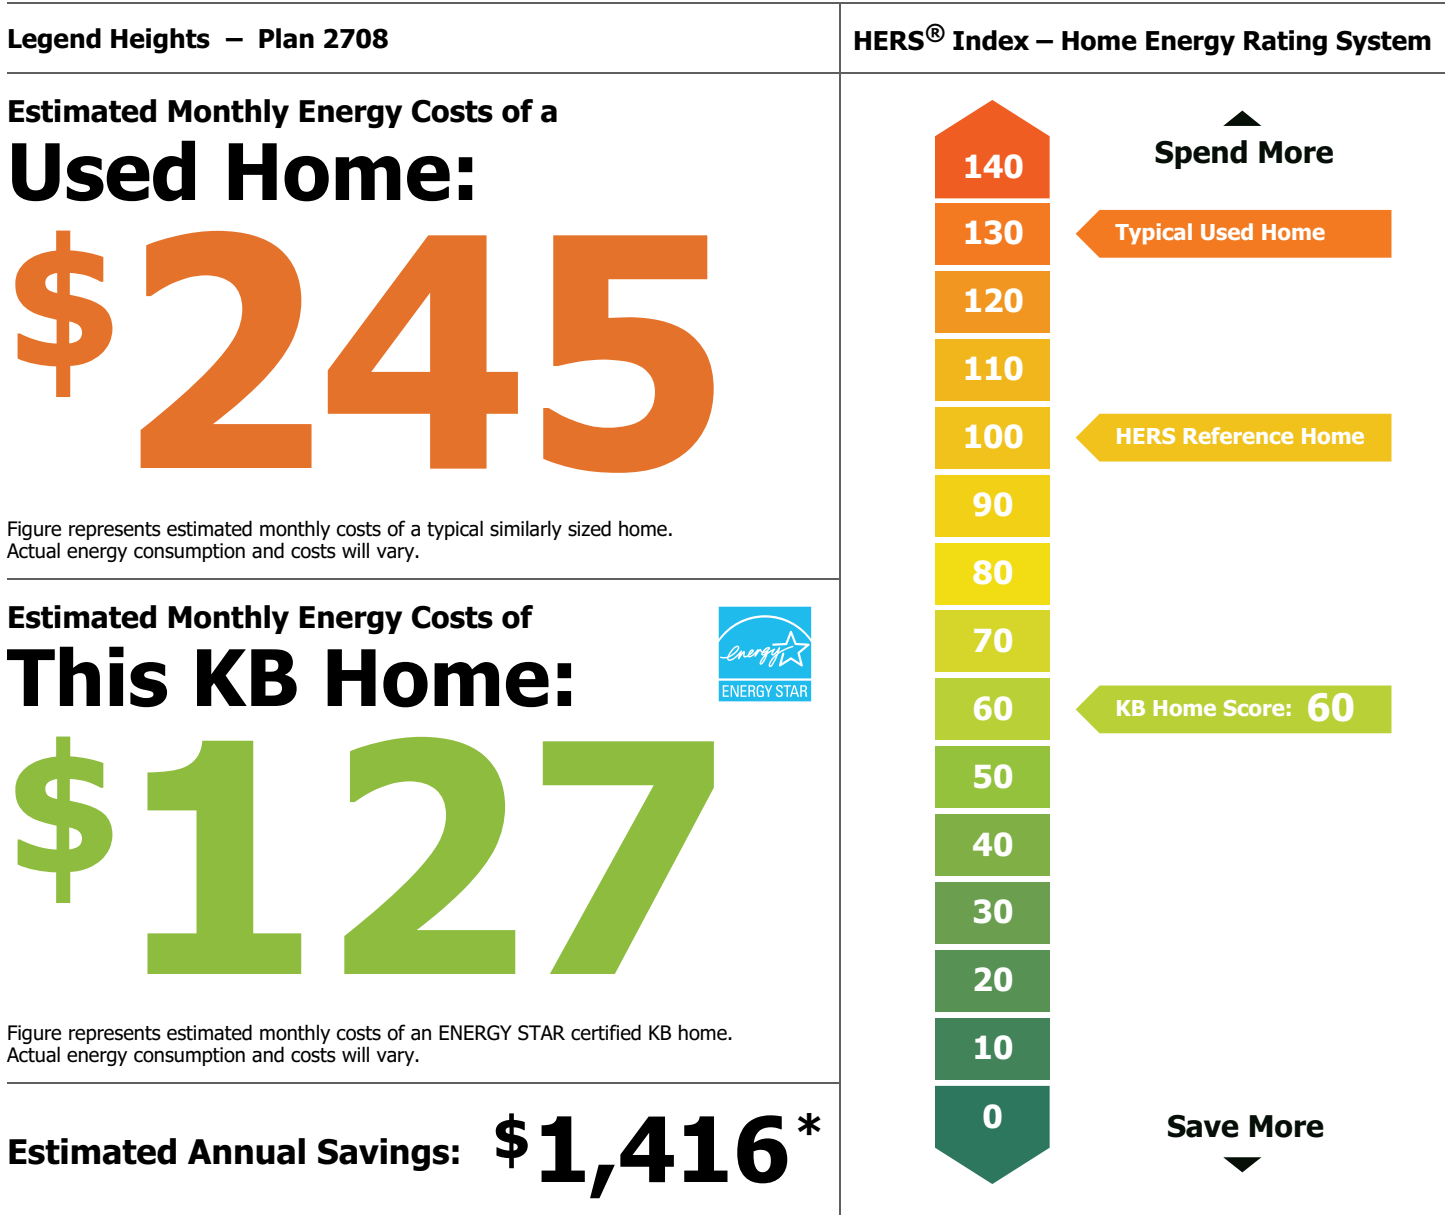 Legend Heights – Plan 2708
Estimated Monthly Energy Costs of a
Used Home:
$245
Figure represents estimated monthly costs of a typical similarly sized home.
Actual energy consumption and costs will vary.
Estimated Monthly Energy Costs of
This KB Home:
energy
ENERGY STAR
$127
Figure represents estimated monthly costs of an ENERGY STAR certified KB home.
Actual energy consumption and costs will vary.
Estimated Annual Savings: $1,416*
HERS® Index – Home Energy Rating System
Spend More
140
130 Typical Used Home
120
110
100 HERS Reference Home
90
80
70
60 KB Home Score: 60
50
40
30
20
10
0
Save More